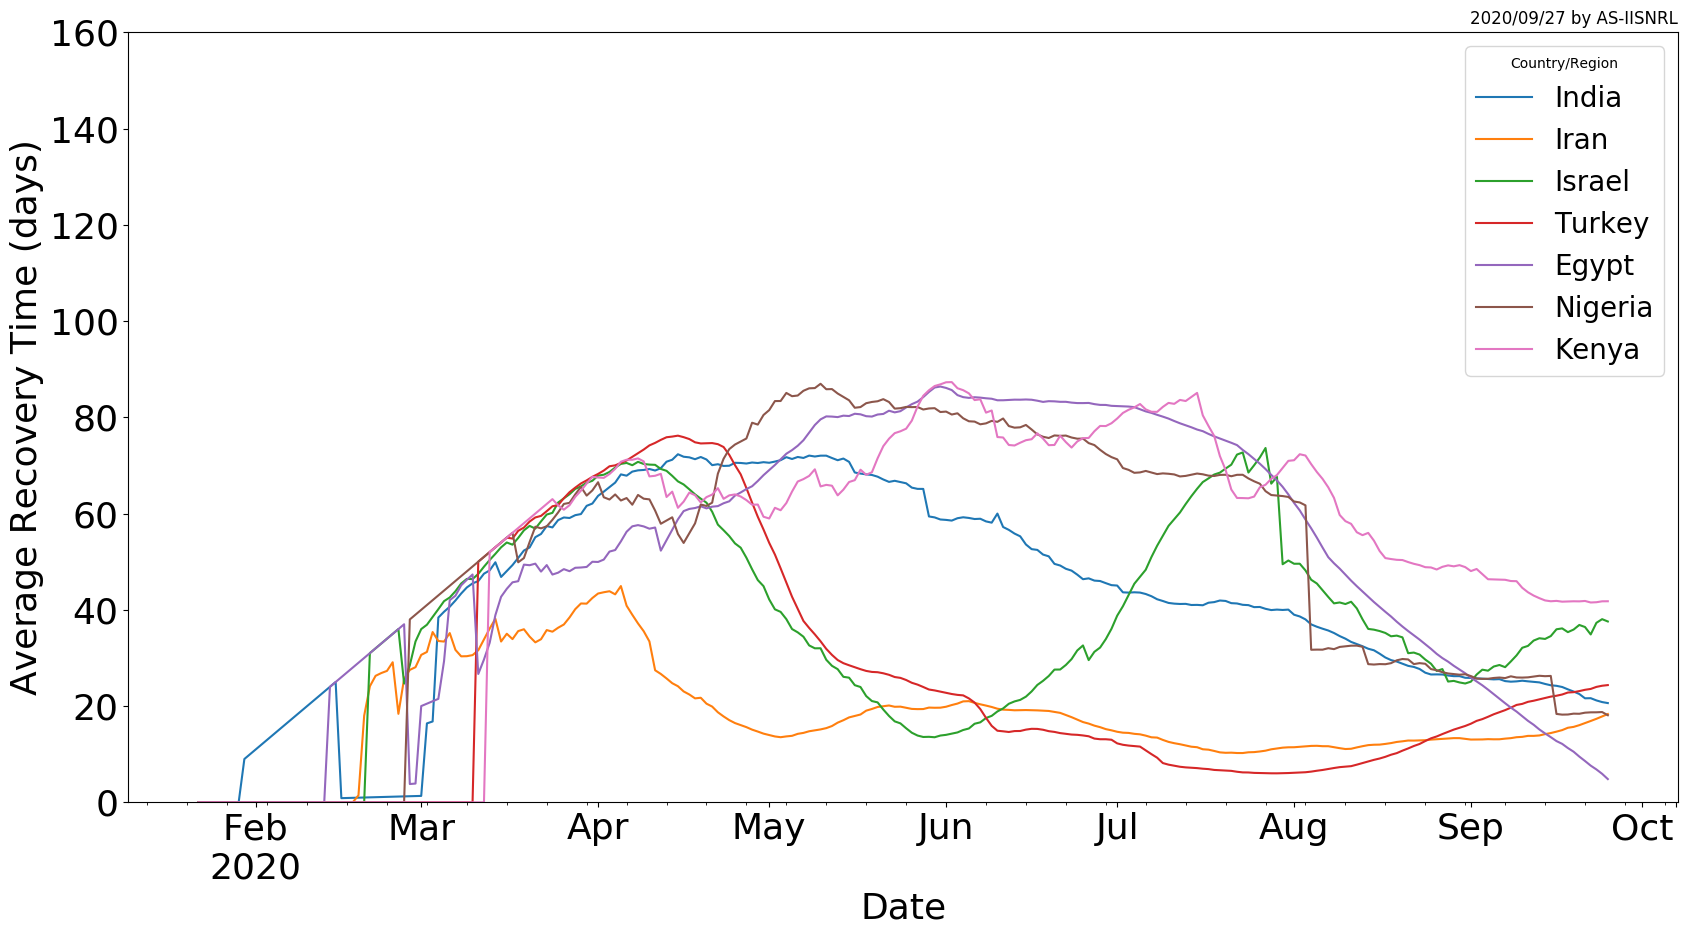 2020/09/27 by AS-IISNRL
Average Recovery Time (days)
160
140
120
100
80
60
40
20
0
Country/Region
India
Iran
Israel
Turkey
Egypt
Nigeria
Kenya
Feb Mar Apr May Jun Jul Aug Sep Oct
2020
Date